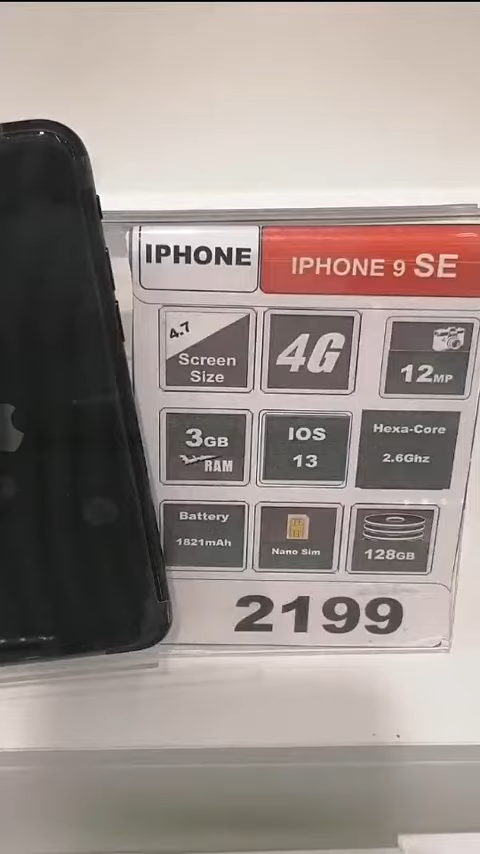 IPHONE
IPHONE 9 SE
4.7
Screen
Size
4G
12MP
3GB
RAM
IOS
13
Hexa-Core
2.6Ghz
Battery
1821mAh
Nano Sim
128GB
2199